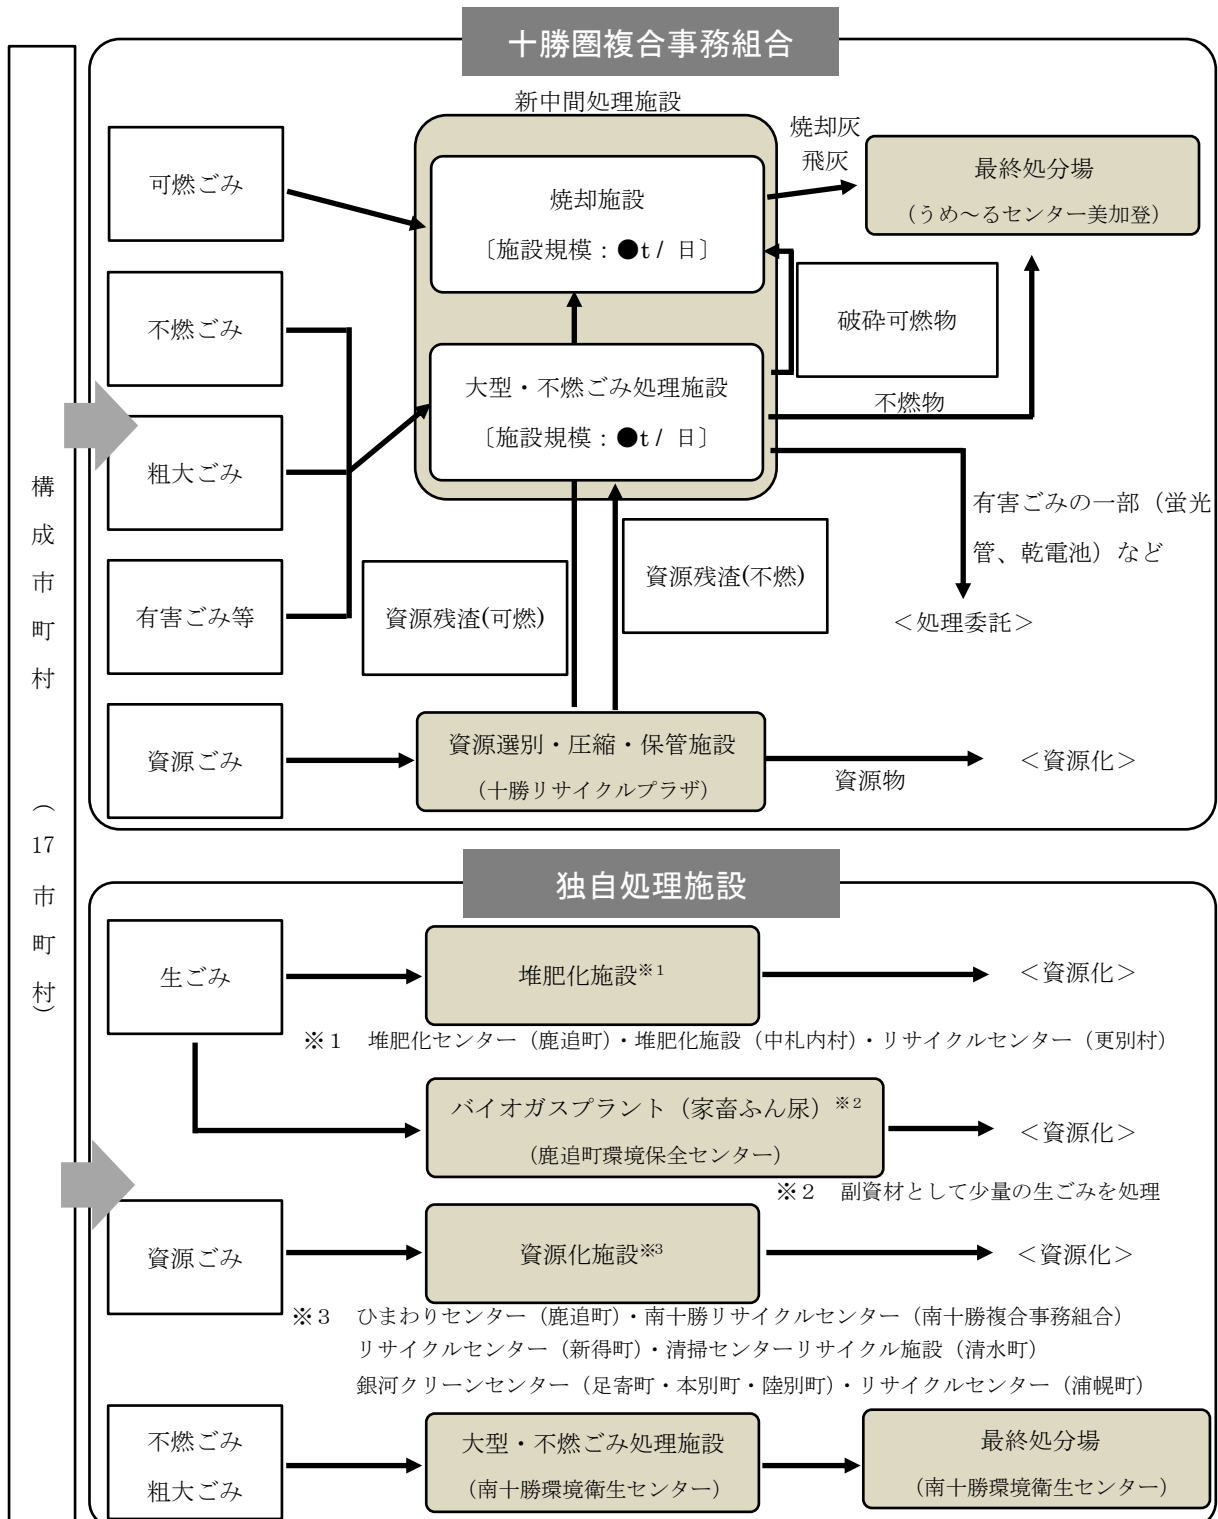 十勝圏複合事務組合
新中間処理施設
焼却灰
飛灰
可燃ごみ
焼却施設
〔施設規模：●t / 日〕
最終処分場
（うめ～るセンター美加登）
不燃ごみ
破砕可燃物
大型・不燃ごみ処理施設
〔施設規模：●t / 日〕
不燃物
粗大ごみ
有害ごみの一部（蛍光
管、乾電池）など
＜処理委託＞
有害ごみ等
資源残渣(可燃)
資源残渣(不燃)
資源ごみ
資源選別・圧縮・保管施設
（十勝リサイクルプラザ）
資源物
＜資源化＞
構成市町村（17市町村）
独自処理施設
生ごみ
堆肥化施設※1
＜資源化＞
※１　堆肥化センター（鹿追町）・堆肥化施設（中札内村）・リサイクルセンター（更別村）
バイオガスプラント（家畜ふん尿）※２
（鹿追町環境保全センター）
＜資源化＞
※２　副資材として少量の生ごみを処理
資源ごみ
資源化施設※3
＜資源化＞
※３　ひまわりセンター（鹿追町）・南十勝リサイクルセンター（南十勝複合事務組合）
リサイクルセンター（新得町）・清掃センターリサイクル施設（清水町）
銀河クリーンセンター（足寄町・本別町・陸別町）・リサイクルセンター（浦幌町）
不燃ごみ
粗大ごみ
大型・不燃ごみ処理施設
（南十勝環境衛生センター）
最終処分場
（南十勝環境衛生センター）